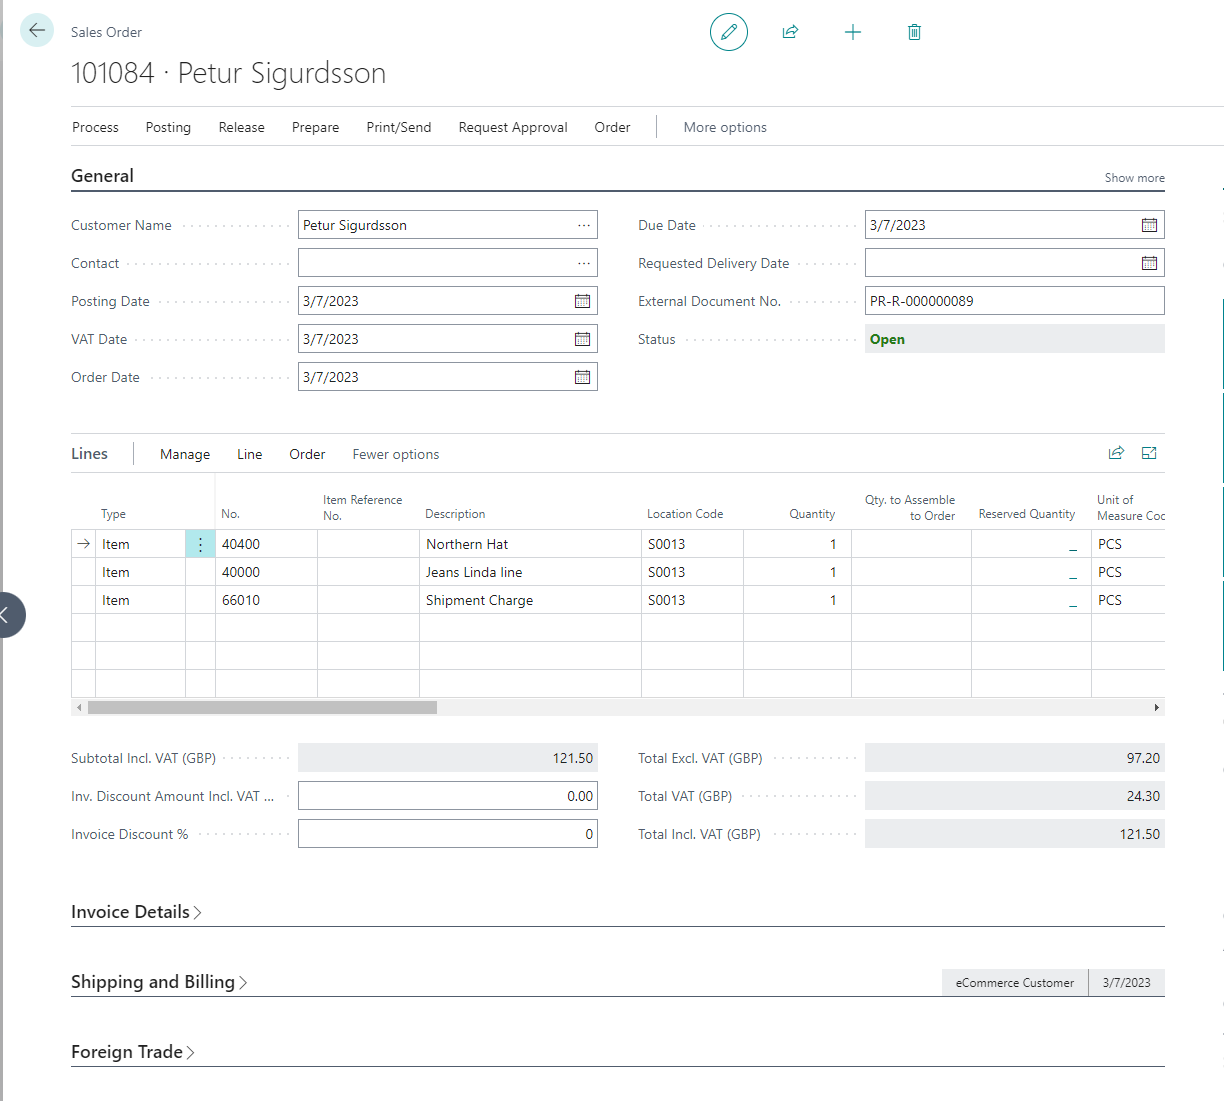 Sales Order
101084 · Petur Sigurdsson
Process Posting Release Prepare Print/Send Request Approval Order More options
General Show more
Customer Name Petur Sigurdsson
Contact
Posting Date 3/7/2023
VAT Date 3/7/2023
Order Date 3/7/2023
Due Date 3/7/2023
Requested Delivery Date
External Document No. PR-R-000000089
Status Open
Lines Manage Line Order Fewer options
Type No. Item Reference No. Description Location Code Quantity Qty. to Assemble to Order Reserved Quantity Unit of Measure Coc
Item 40400 Northern Hat S0013 1 _ PCS
Item 40000 Jeans Linda line S0013 1 _ PCS
Item 66010 Shipment Charge S0013 1 _ PCS
Subtotal Incl. VAT (GBP) 121.50
Inv. Discount Amount Incl. VAT ... 0.00
Invoice Discount % 0
Total Excl. VAT (GBP) 97.20
Total VAT (GBP) 24.30
Total Incl. VAT (GBP) 121.50
Invoice Details
Shipping and Billing eCommerce Customer 3/7/2023
Foreign Trade